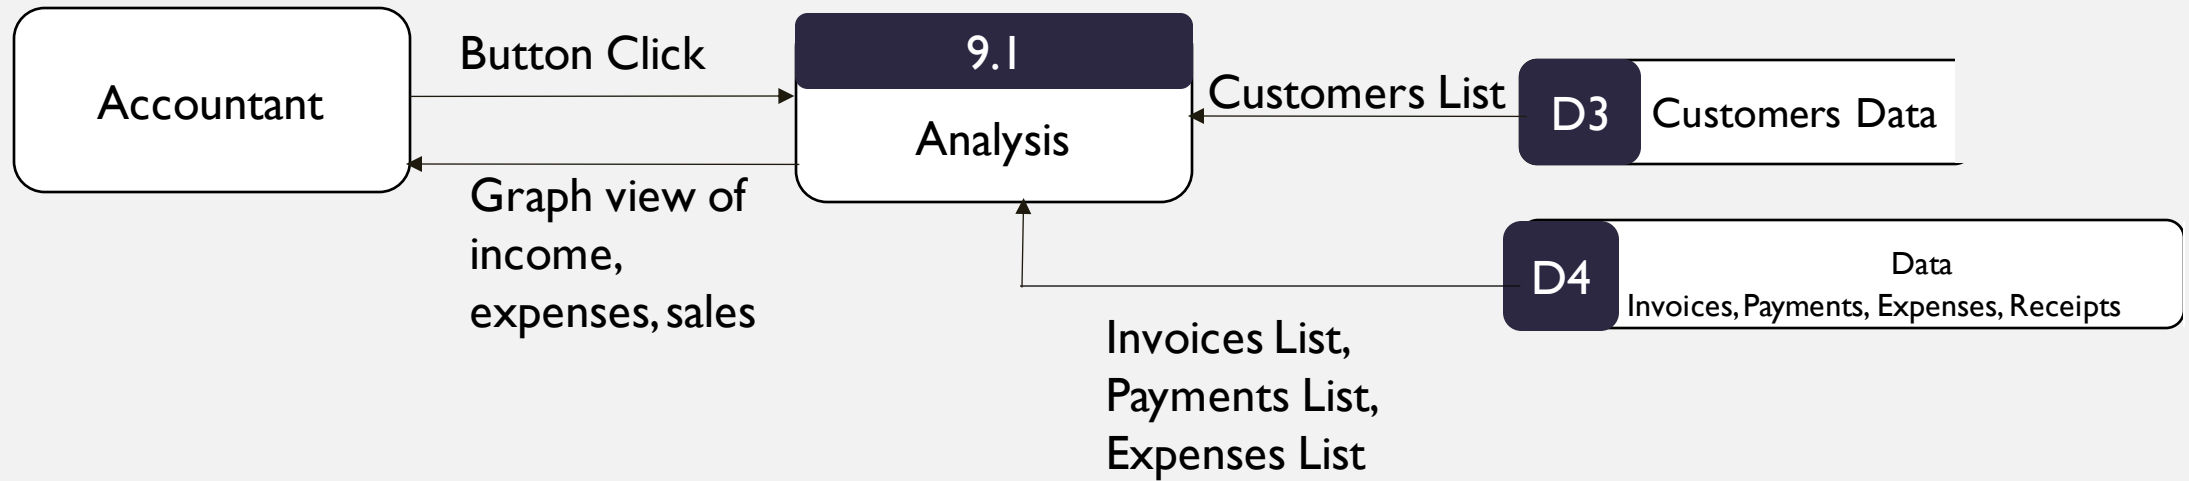 Accountant
Button Click
Graph view of
income,
expenses, sales
9.1
Analysis
Customers List
D3
Customers Data
D4
Data
Invoices, Payments, Expenses, Receipts
Invoices List,
Payments List,
Expenses List